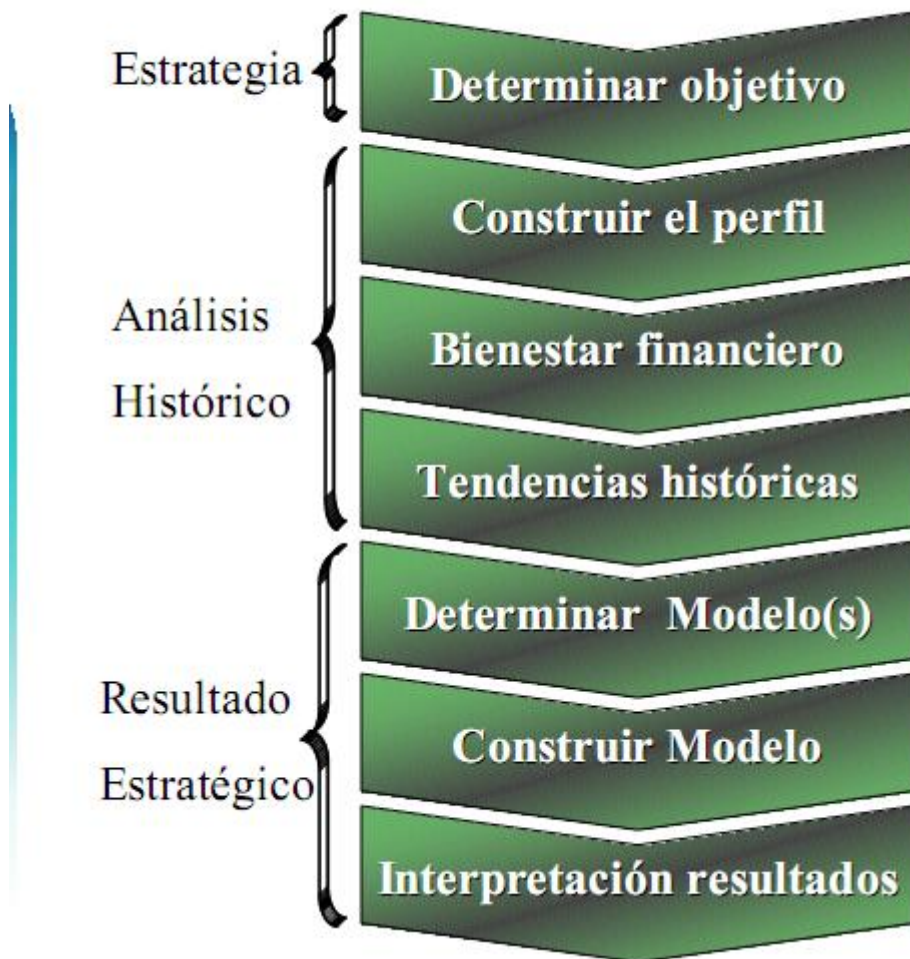 Estrategia
Determinar objetivo
Construir el perfil
Análisis
Histórico
Bienestar financiero
Tendencias históricas
Determinar Modelo(s)
Resultado
Estratégico
Construir Modelo
Interpretación resultados